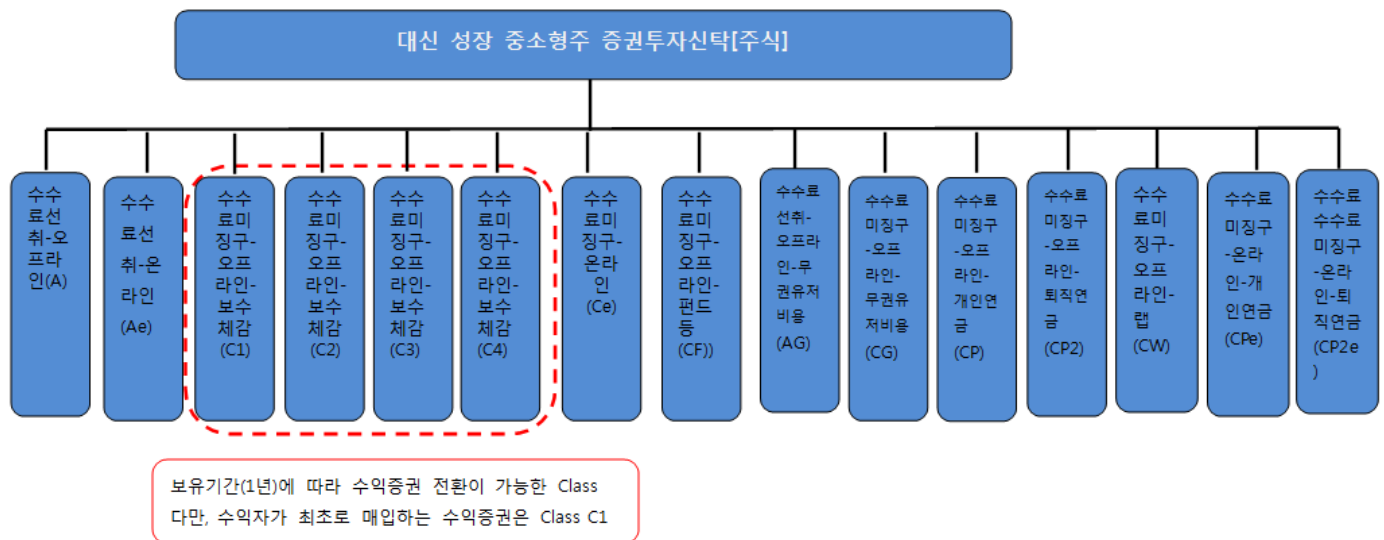 대신 성장 중소형주 증권투자신탁[주식]
수수
료선
취-오
프라
인(A)
수수
료선
취-온
라인
(Ae)
수수
료미
징구-
오프
라인-
보수
체감
(C1)
수수
료미
징구-
오프
라인-
보수
체감
(C2)
수수
료미
징구-
오프
라인-
보수
체감
(C3)
수수
료미
징구-
오프
라인-
보수
체감
(C4)
수수
료미
징구-
온라
인
(Ce)
수수
료미
징구-
오프
라인-
펀드
등
(CF))
수수료
선취-
오프라
인-무
권유저
비용
(AG)
수수료
미징구
-오프
라인-
무권유
저비용
(CG)
수수료
미징구
-오프
라인-
개인연
금
(CP)
수수료
미징구
-오프
라인-
퇴직연
금
(CP2)
수수
료미
징구-
오프
라인-
랩
(CW)
수수료
미징구
-온라
인-개
인연금
(CPe)
수수료
수수료
미징구
-온라
인-퇴
직연금
(CP2e
)
보유기간(1년)에 따라 수익증권 전환이 가능한 Class
다만, 수익자가 최초로 매입하는 수익증권은 Class C1